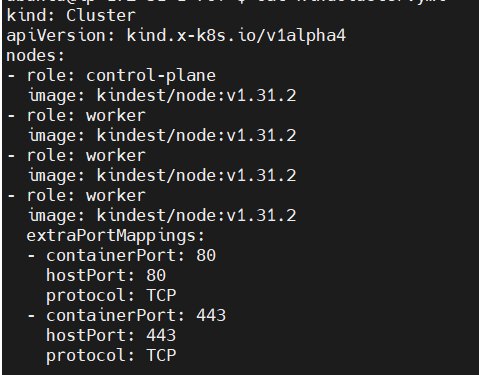 kind: Cluster
apiVersion: kind.x-k8s.io/v1alpha4
nodes:
- role: control-plane
  image: kindest/node:v1.31.2
- role: worker
  image: kindest/node:v1.31.2
- role: worker
  image: kindest/node:v1.31.2
- role: worker
  image: kindest/node:v1.31.2
  extraPortMappings:
  - containerPort: 80
    hostPort: 80
    protocol: TCP
  - containerPort: 443
    hostPort: 443
    protocol: TCP